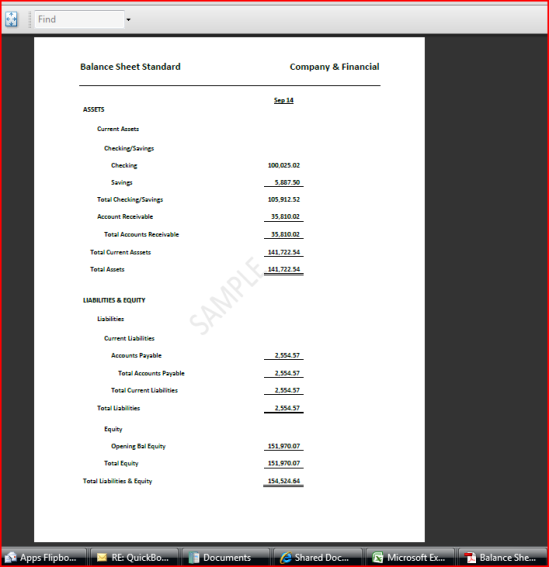 Find
Balance Sheet Standard Company & Financial
Sep 14
ASSETS
Current Assets
Checking/Savings
Checking 100,025.02
Savings 5,887.50
Total Checking/Savings 105,912.52
Account Receivable 35,810.02
Total Accounts Receivable 35,810.02
Total Current Asssets 141,722.54
Total Assets 141,722.54
SAMPLE
LIABILITIES & EQUITY
Liabilities
Current Liabilities
Accounts Payable 2,554.57
Total Accounts Payable 2,554.57
Total Current Liabilities 2,554.57
Total Liabilities 2,554.57
Equity
Opening Bal Equity 151,970.07
Total Equity 151,970.07
Total Liabilities & Equity 154,524.64
Apps Flipbo... RE: QuickBo... Documents Shared Doc... Microsoft Ex... Balance She...